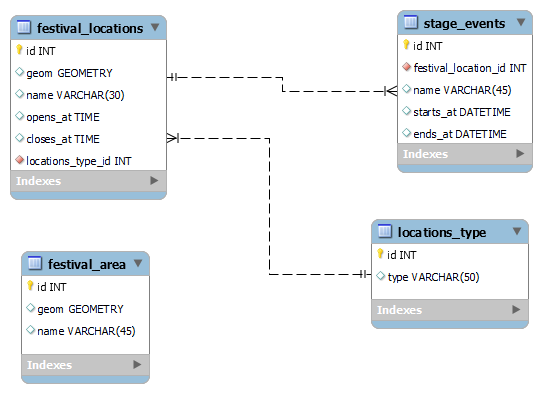 festival_locations
id INT
geom GEOMETRY
name VARCHAR(30)
opens_at TIME
closes_at TIME
locations_type_id INT
Indexes
stage_events
id INT
festival_location_id INT
name VARCHAR(45)
starts_at DATETIME
ends_at DATETIME
Indexes
locations_type
id INT
type VARCHAR(50)
Indexes
festival_area
id INT
geom GEOMETRY
name VARCHAR(45)
Indexes